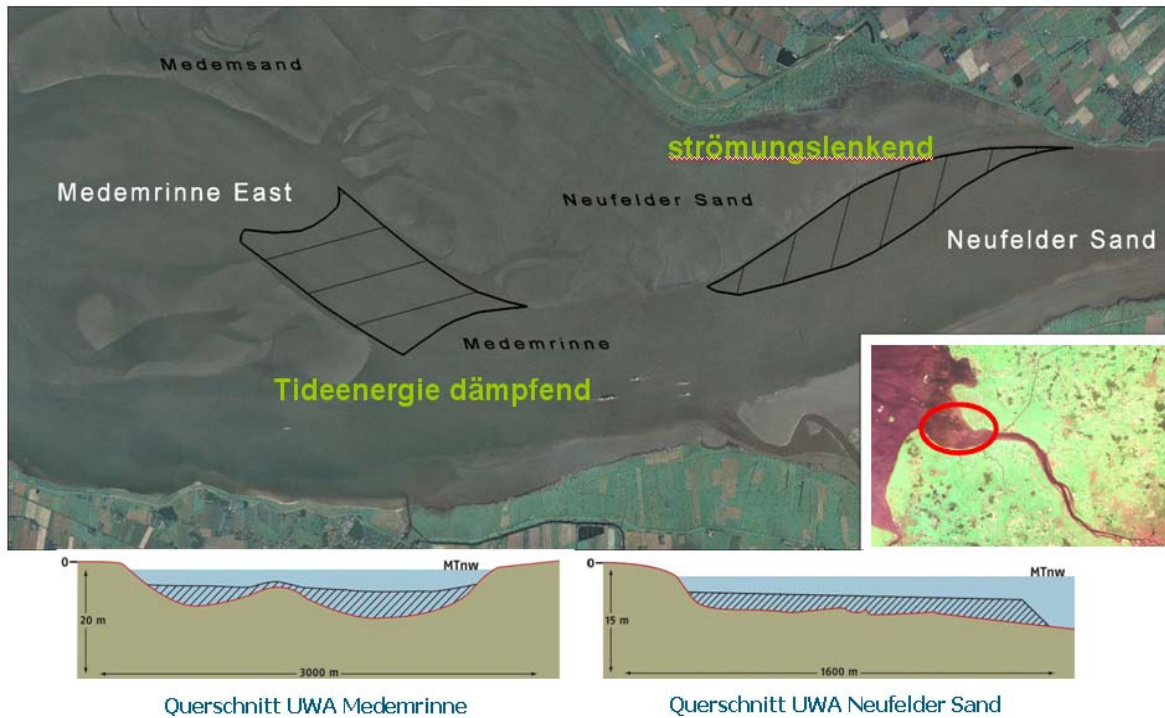 Medemsand
strömungslenkend
Medemrinne East
Neufelder Sand
Neufelder Sand
Medemrinne
Tideenergie dämpfend
0
MTnw
20 m
3000 m
0
MTnw
15 m
1600 m
Querschnitt UWA Medemrinne
Querschnitt UWA Neufelder Sand